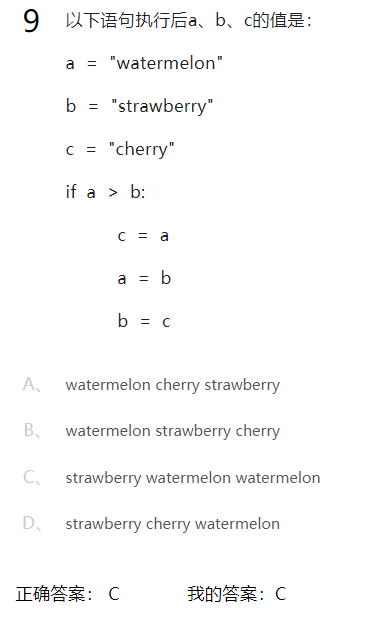 9 以下语句执行后a、b、c的值是：
a = "watermelon"
b = "strawberry"
c = "cherry"
if a > b:
c = a
a = b
b = c
A、 watermelon cherry strawberry
B、 watermelon strawberry cherry
C、 strawberry watermelon watermelon
D、 strawberry cherry watermelon
正确答案： C 我的答案：C